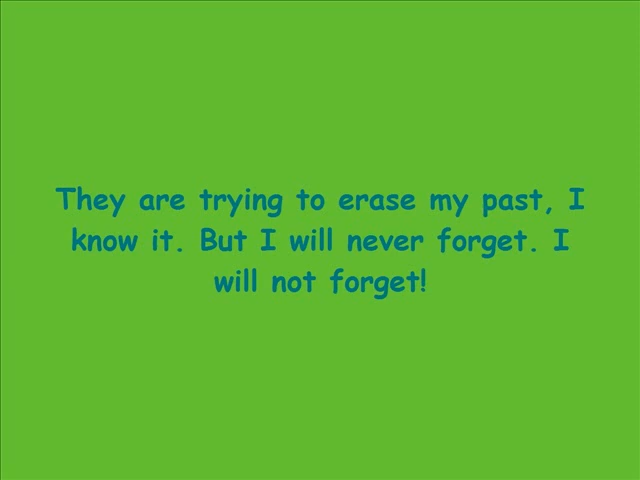 They are trying to erase my past, I
know it. But I will never forget. I
will not forget!